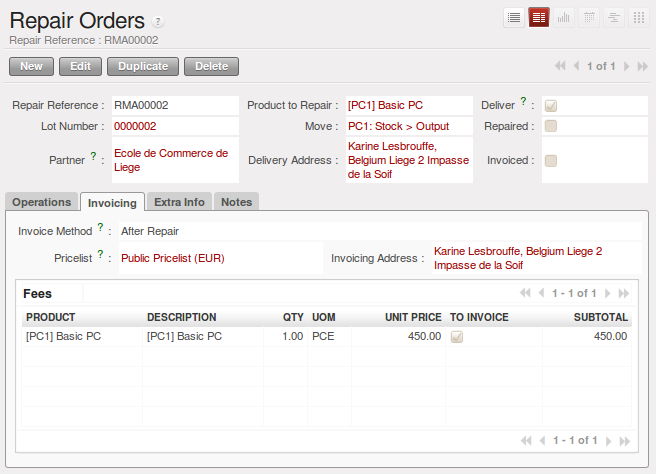 Repair Orders ?
Repair Reference : RMA00002
New Edit Duplicate Delete 1 of 1
Repair Reference : RMA00002 Product to Repair : [PC1] Basic PC Deliver ? :
Lot Number : 0000002 Move : PC1: Stock > Output Repaired :
Partner ? : Ecole de Commerce de Liege Delivery Address : Karine Lesbrouffe, Belgium Liege 2 Impasse de la Soif Invoiced :
Operations Invoicing Extra Info Notes
Invoice Method ? : After Repair
Pricelist ? : Public Pricelist (EUR) Invoicing Address : Karine Lesbrouffe, Belgium Liege 2 Impasse de la Soif
Fees 1 - 1 of 1
PRODUCT DESCRIPTION QTY UOM UNIT PRICE TO INVOICE SUBTOTAL
[PC1] Basic PC [PC1] Basic PC 1.00 PCE 450.00 450.00
1 - 1 of 1